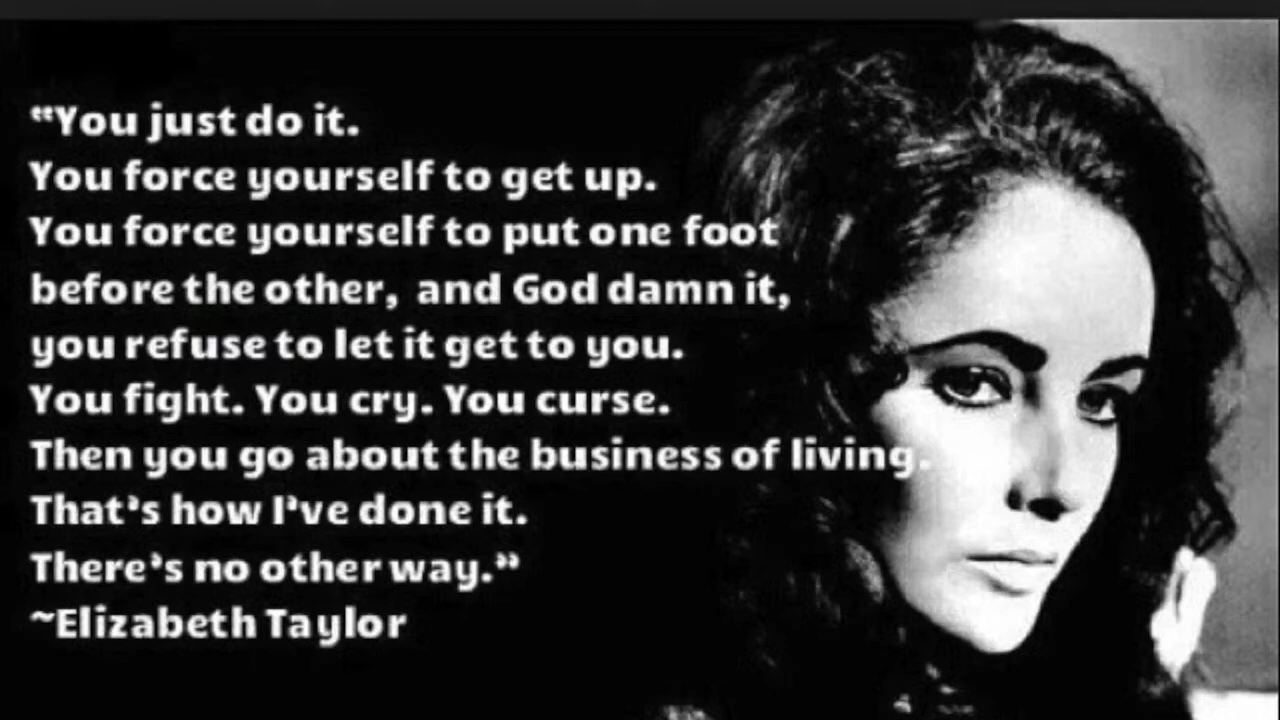 “You just do it.
You force yourself to get up.
You force yourself to put one foot
before the other, and God damn it,
you refuse to let it get to you.
You fight. You cry. You curse.
Then you go about the business of living.
That’s how I’ve done it.
There’s no other way.”
~Elizabeth Taylor